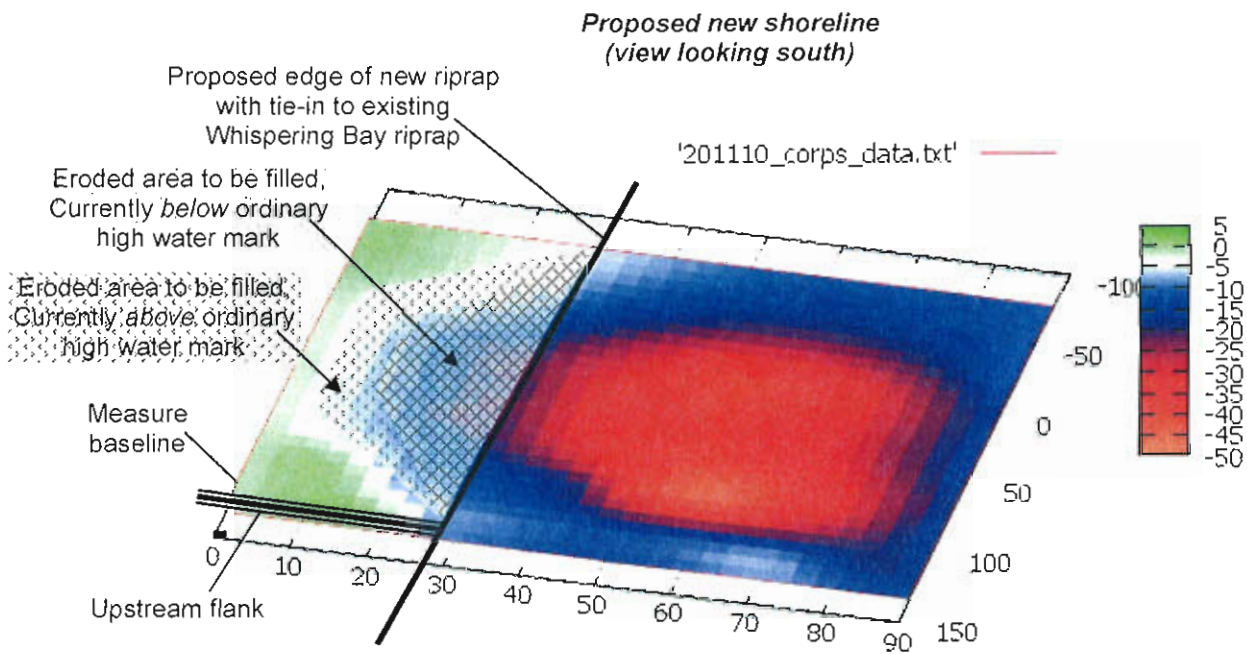 Proposed new shoreline
(view looking south)
Proposed edge of new riprap
with tie-in to existing
Whispering Bay riprap
'201110_corps_data.txt'
Eroded area to be filled,
Currently below ordinary
high water mark
Eroded area to be filled,
Currently above ordinary
high water mark
Measure
baseline
Upstream flank
0
10
20
30
40
50
60
70
80
90
-100
-50
0
50
100
150
5
0
-5
-10
-15
-20
-25
-30
-35
-40
-45
-50